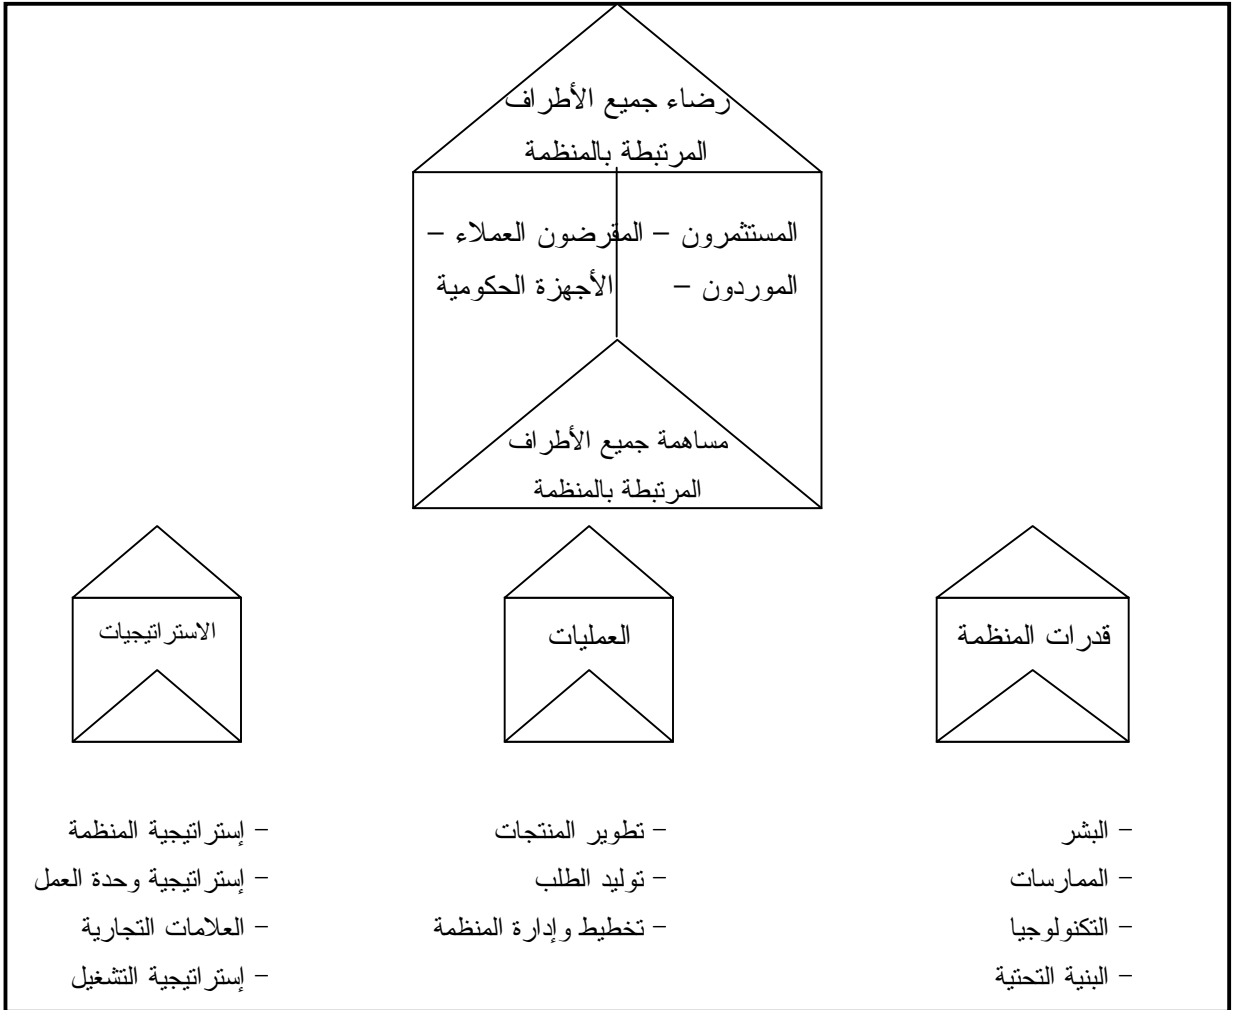 رضاء جميع الأطراف
المرتبطة بالمنظمة
المستثمرون – المقرضون العملاء –
الموردون – الأجهزة الحكومية
مساهمة جميع الأطراف
المرتبطة بالمنظمة
قدرات المنظمة
العمليات
الاستراتيجيات
– البشر
– الممارسات
– التكنولوجيا
– البنية التحتية
– تطوير المنتجات
– توليد الطلب
– تخطيط وإدارة المنظمة
– إستراتيجية المنظمة
– إستراتيجية وحدة العمل
– العلامات التجارية
– إستراتيجية التشغيل